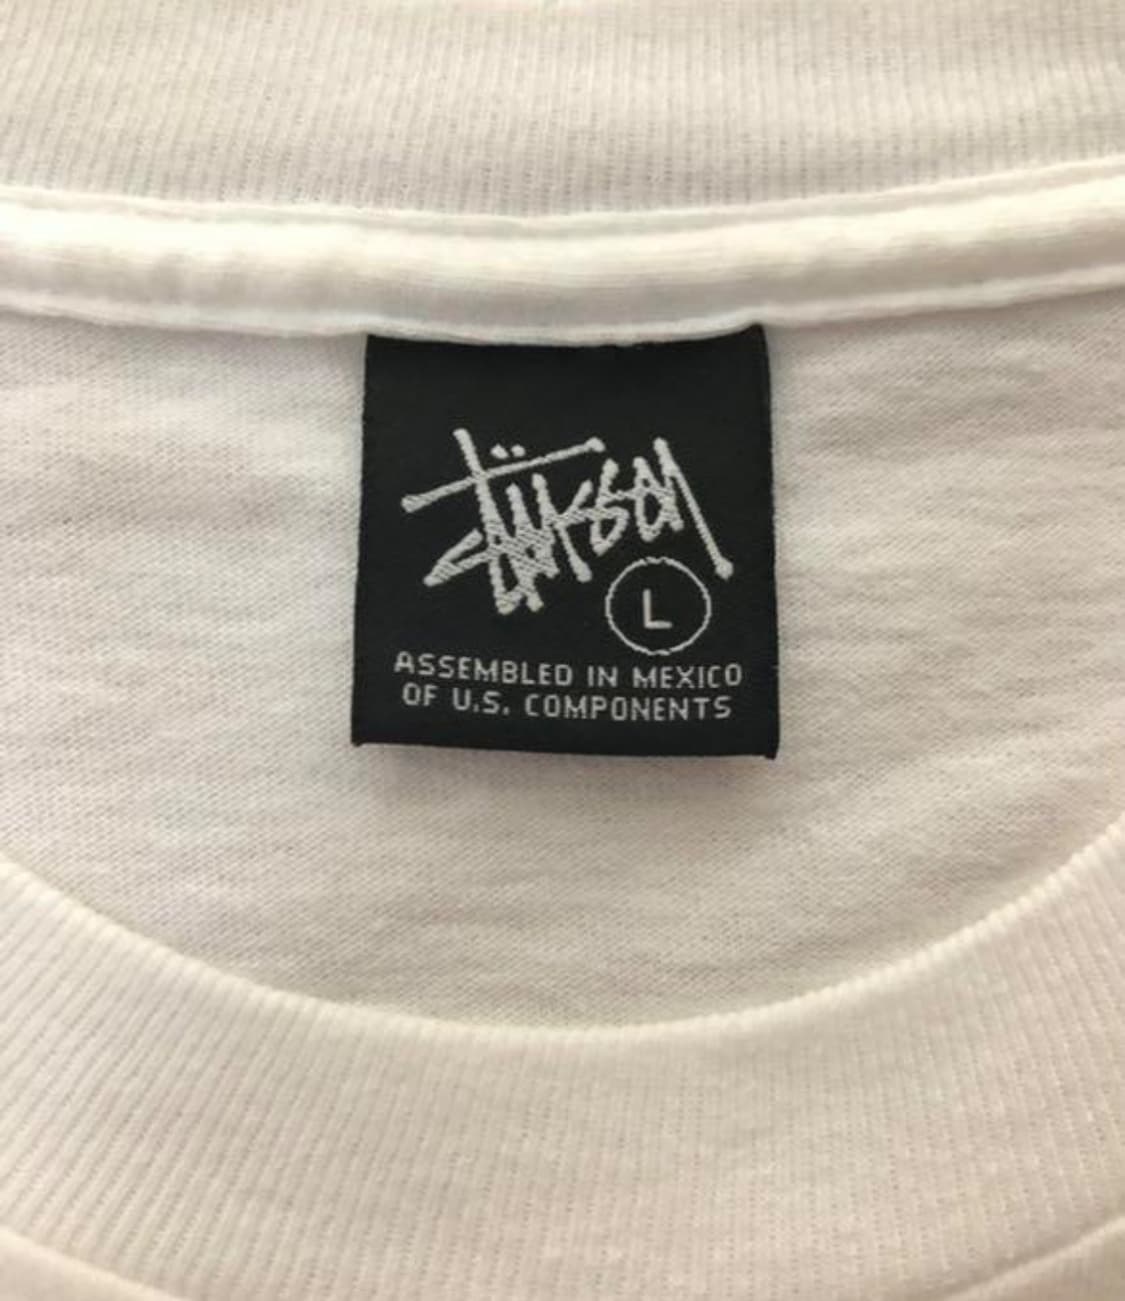 Stüssy
L
ASSEMBLED IN MEXICO
OF U.S. COMPONENTS